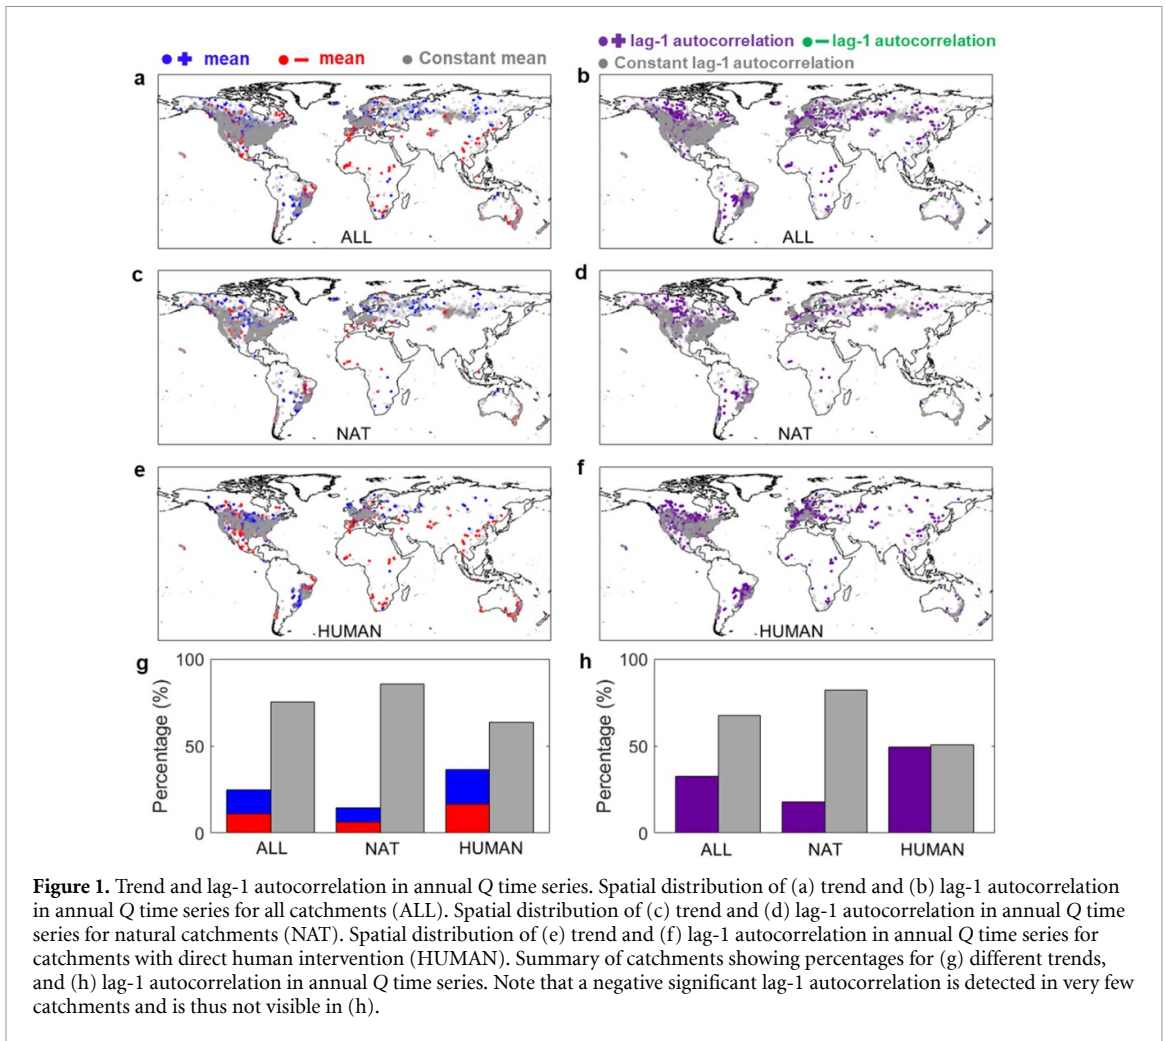 + mean - mean Constant mean
+ lag-1 autocorrelation - lag-1 autocorrelation
Constant lag-1 autocorrelation
a
b
ALL
ALL
c
d
NAT
NAT
e
f
HUMAN
HUMAN
g
h
100
50
0
Percentage (%)
ALL NAT HUMAN
100
50
0
Percentage (%)
ALL NAT HUMAN
Figure 1. Trend and lag-1 autocorrelation in annual Q time series. Spatial distribution of (a) trend and (b) lag-1 autocorrelation
in annual Q time series for all catchments (ALL). Spatial distribution of (c) trend and (d) lag-1 autocorrelation in annual Q time
series for natural catchments (NAT). Spatial distribution of (e) trend and (f) lag-1 autocorrelation in annual Q time series for
catchments with direct human intervention (HUMAN). Summary of catchments showing percentages for (g) different trends,
and (h) lag-1 autocorrelation in annual Q time series. Note that a negative significant lag-1 autocorrelation is detected in very few
catchments and is thus not visible in (h).